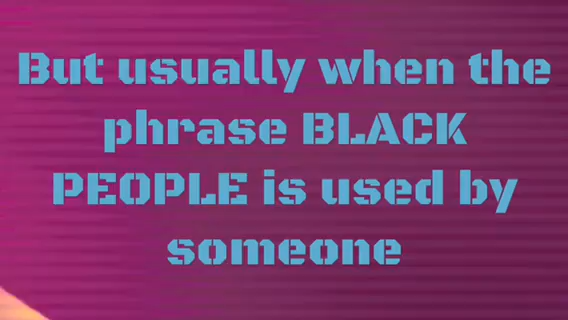 But usually when the
phrase BLACK
PEOPLE is used by
someone